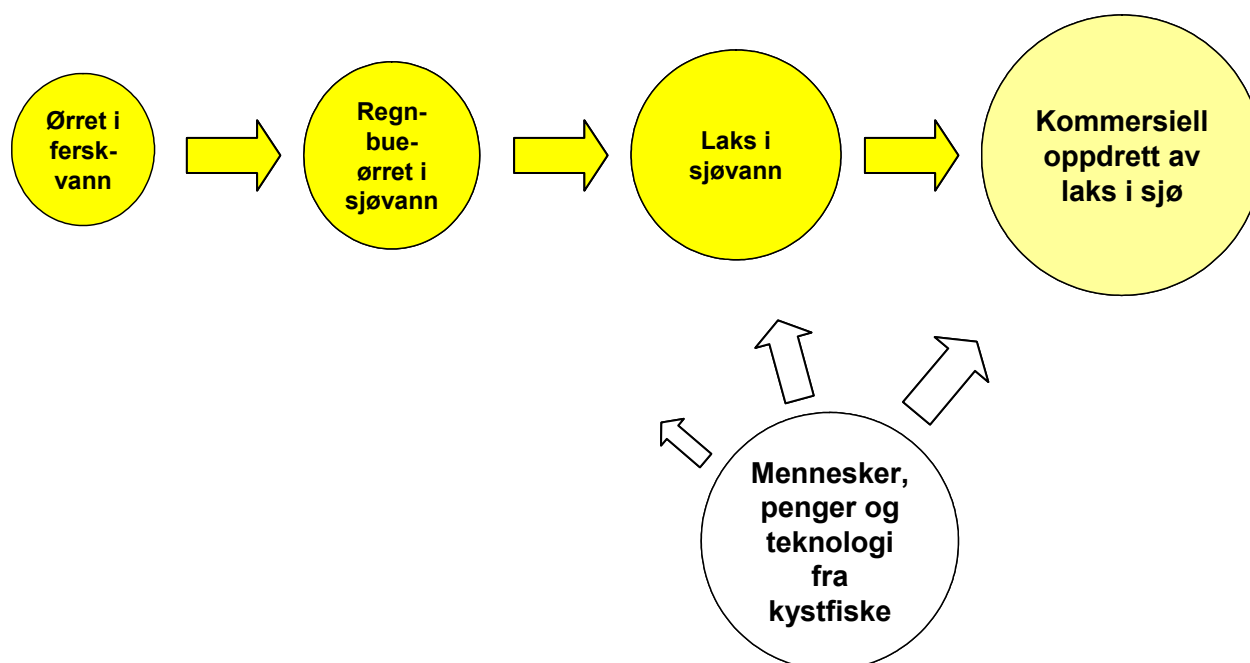 Ørret i
fersk-
vann
Regn-
bue-
ørret i
sjøvann
Laks i
sjøvann
Kommersiell
oppdrett av
laks i sjø
Mennesker,
penger og
teknologi
fra
kystfiske